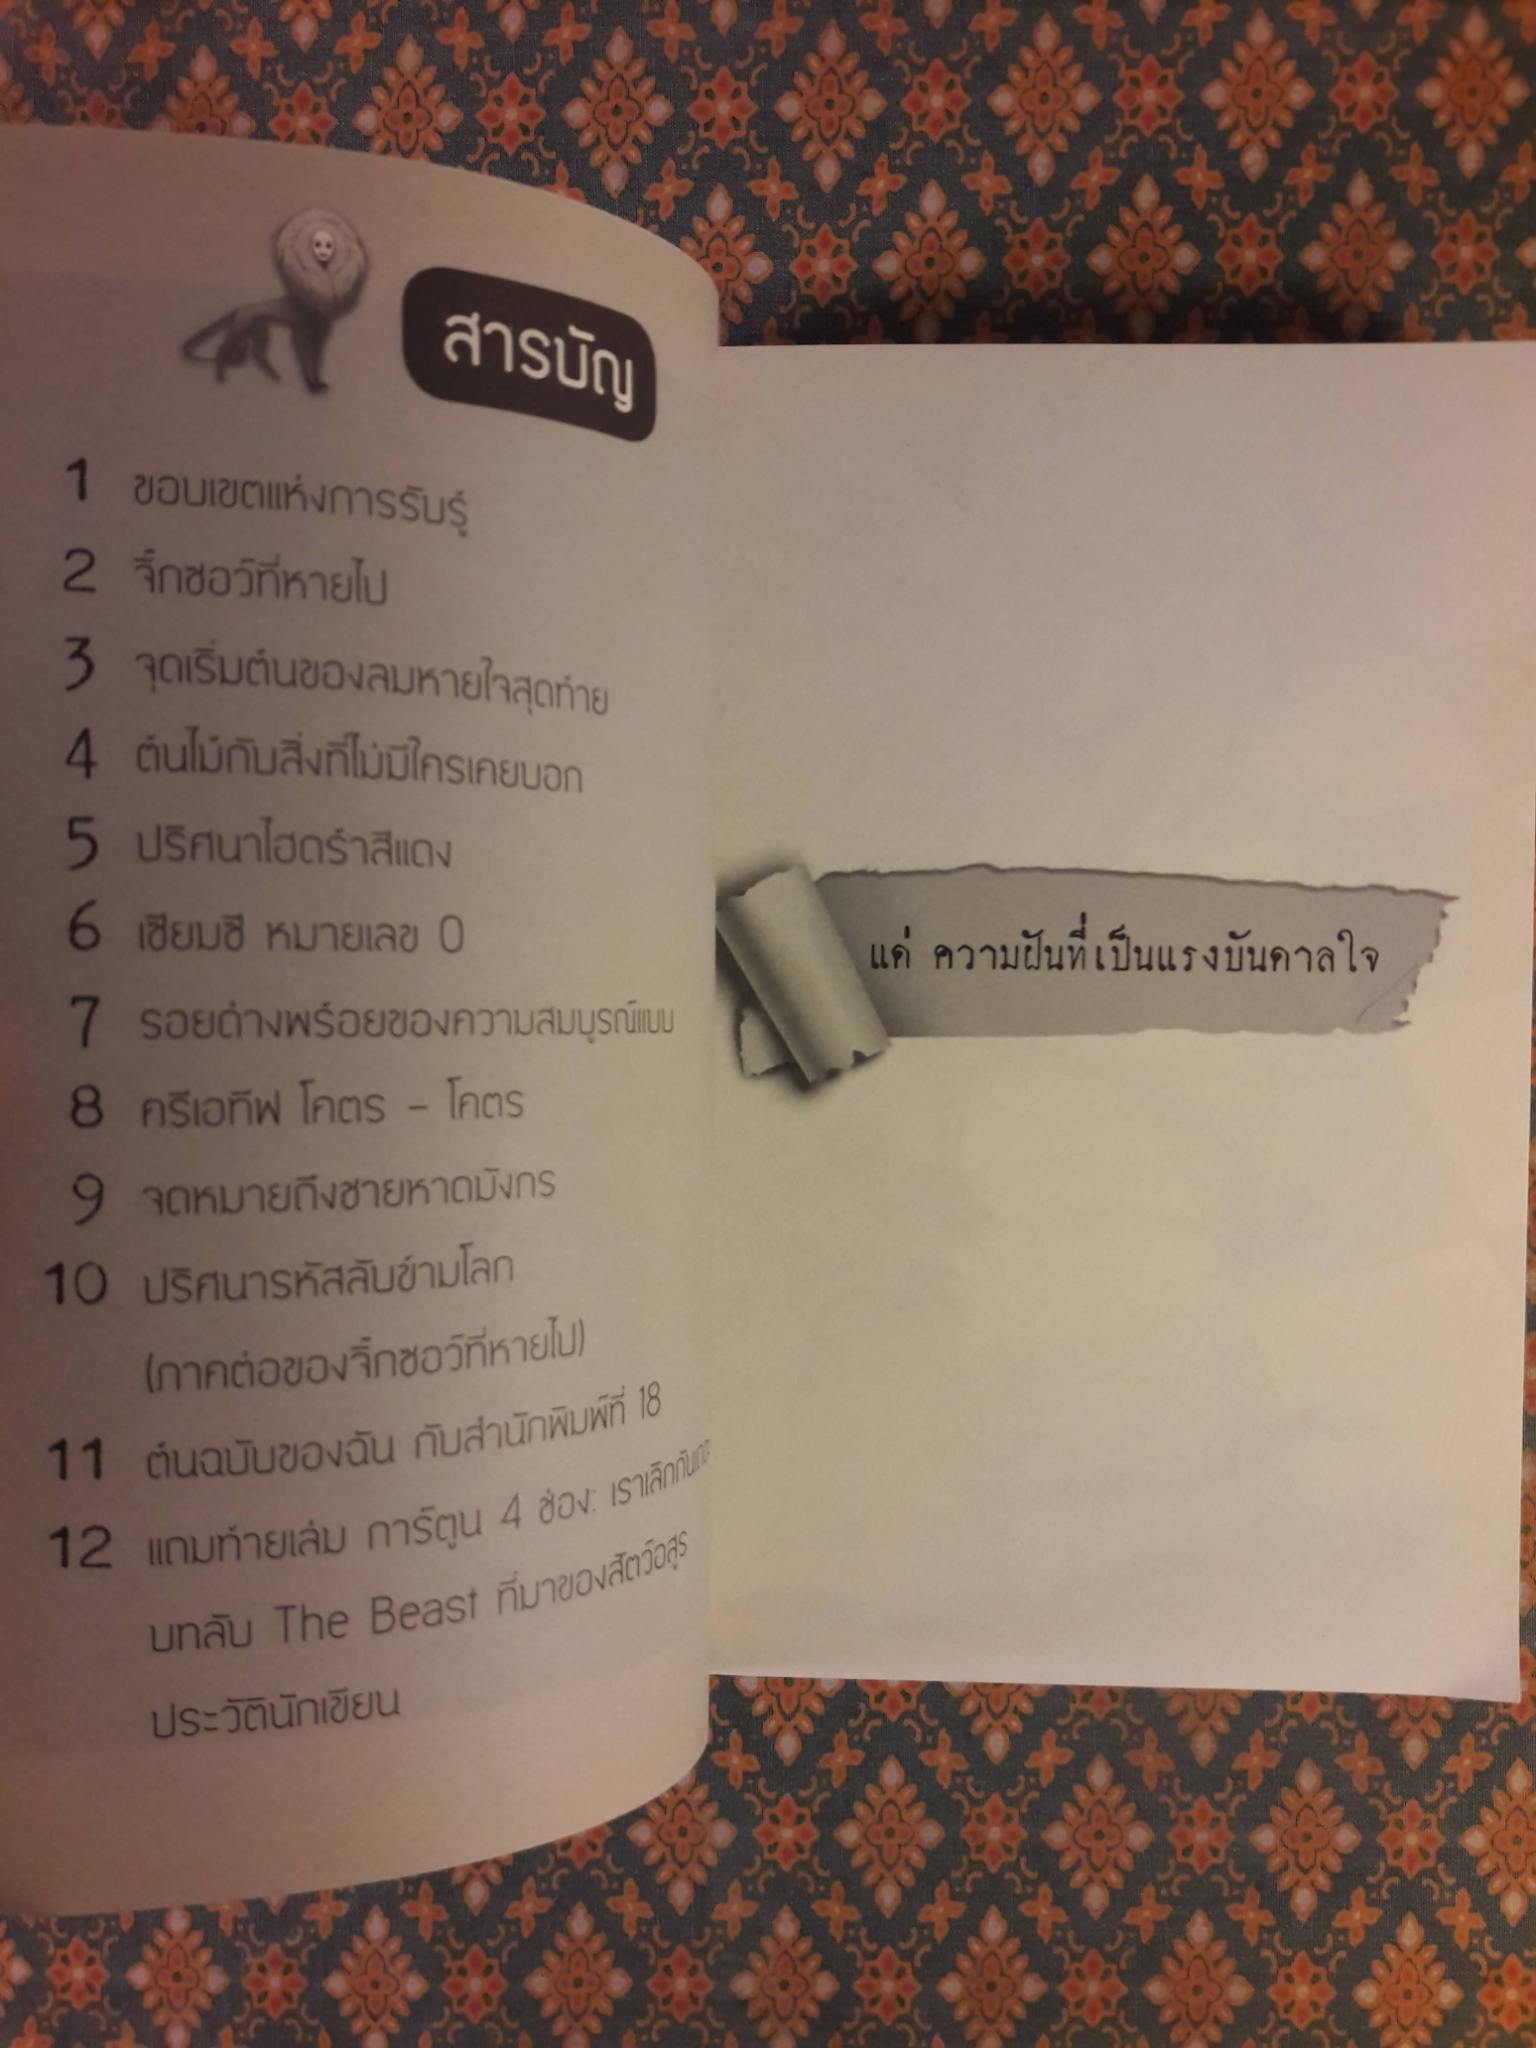 สารบัญ
1 ขอบเขตแห่งการรับรู้
2 จิ๊กซอว์ที่หายไป
3 จุดเริ่มต้นของลมหายใจสุดท้าย
4 ต้นไม้กับสิ่งที่ไม่มีใครเคยบอก
5 ปริศนาไฮดร้าสีแดง
6 เซียมซี หมายเลข 0
7 รอยด่างพร้อยของความสมบูรณ์แบบ
8 ครีเอทีฟ โคตร – โคตร
9 จดหมายถึงชายหาดมังกร
10 ปริศนารหัสลับข้ามโลก
(ภาคต่อของจิ๊กซอว์ที่หายไป)
11 ต้นฉบับของฉัน กับสำนักพิมพ์ที่ 18
12 แถมท้ายเล่ม การ์ตูน 4 ช่อง: เราเลิกกัน
บทลับ The Beast ที่มาของสัตว์อสูร
ประวัตินักเขียน
แด่ ความฝันที่เป็นแรงบันดาลใจ